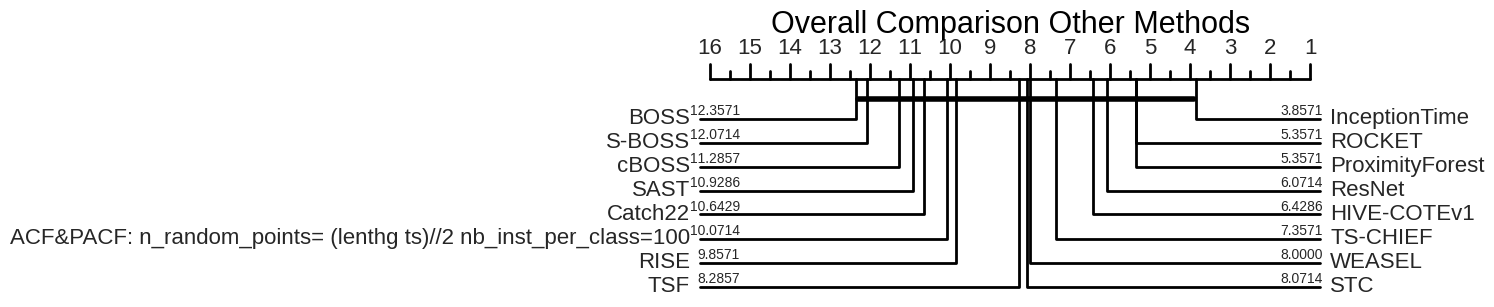 Overall Comparison Other Methods
16 15 14 13 12 11 10 9 8 7 6 5 4 3 2 1
BOSS 12.3571 3.8571 InceptionTime
S-BOSS 12.0714 5.3571 ROCKET
cBOSS 11.2857 5.3571 ProximityForest
SAST 10.9286 6.0714 ResNet
Catch22 10.6429 6.4286 HIVE-COTEv1
ACF&PACF: n_random_points= (lenthg ts)//2 nb_inst_per_class=100 10.0714 7.3571 TS-CHIEF
RISE 9.8571 8.0000 WEASEL
TSF 8.2857 8.0714 STC